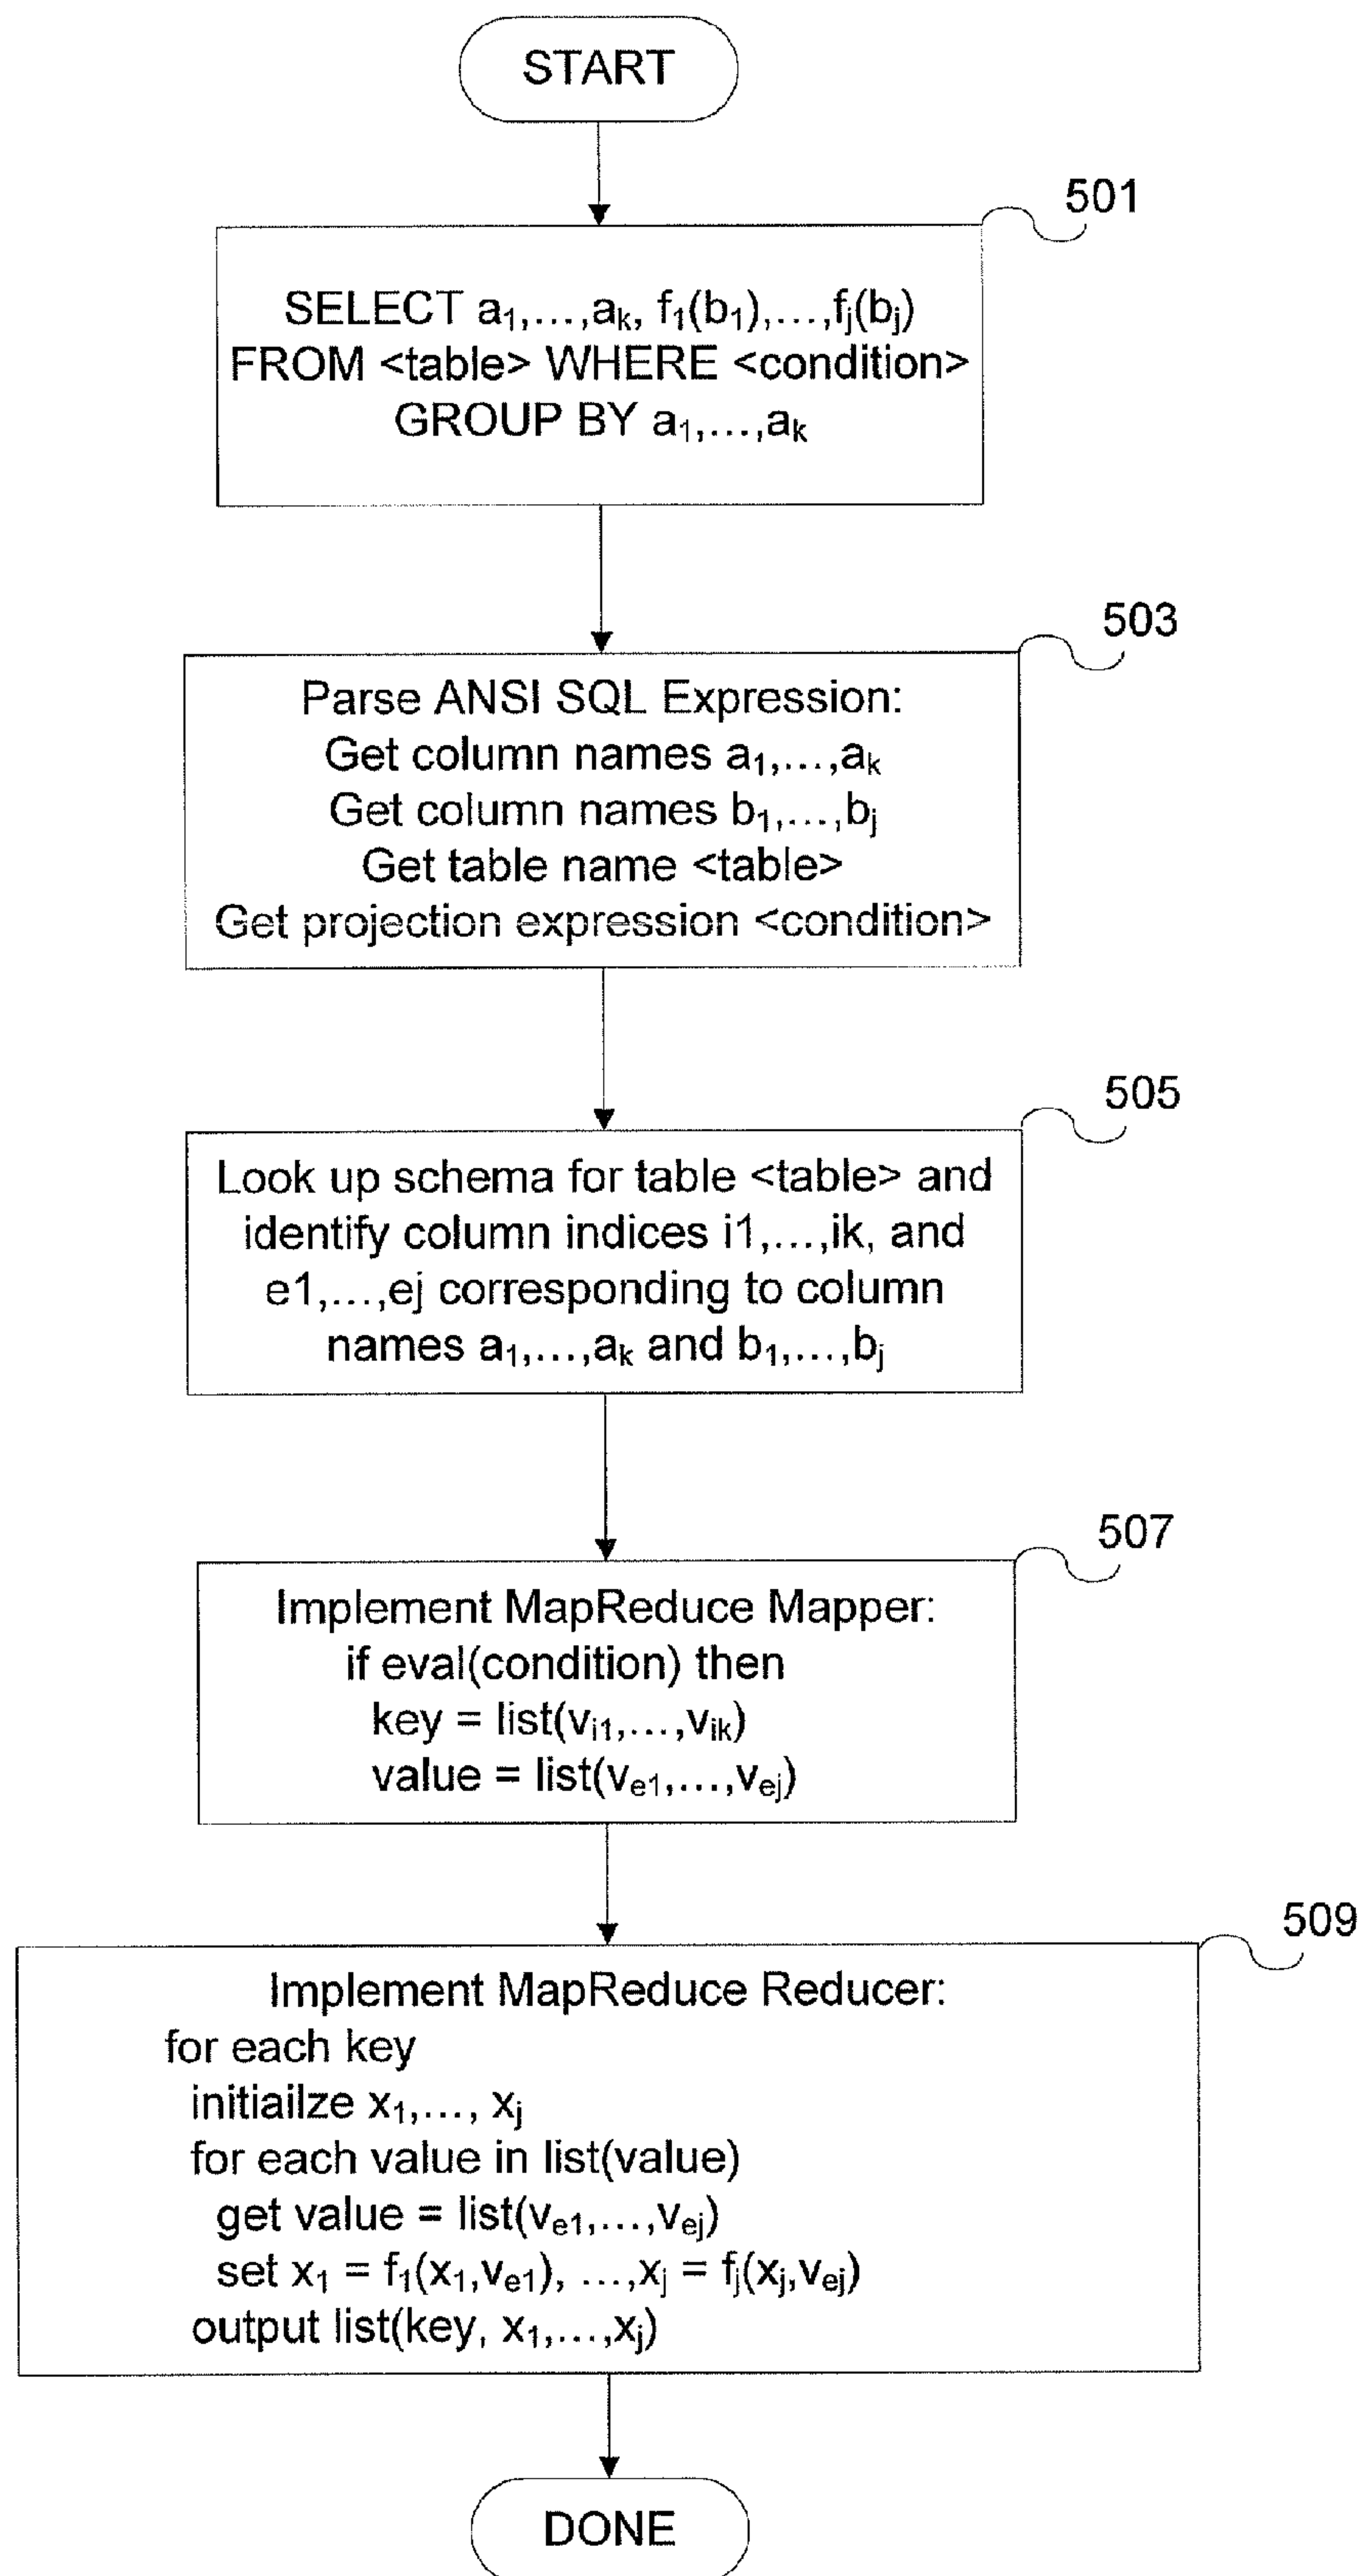 START
501
SELECT a₁,...,aₖ, f₁(b₁),...,fⱼ(bⱼ)
FROM <table> WHERE <condition>
GROUP BY a₁,...,aₖ
503
Parse ANSI SQL Expression:
Get column names a₁,...,aₖ
Get column names b₁,...,bⱼ
Get table name <table>
Get projection expression <condition>
505
Look up schema for table <table> and
identify column indices i1,...,ik, and
e1,...,ej corresponding to column
names a₁,...,aₖ and b₁,...,bⱼ
507
Implement MapReduce Mapper:
if eval(condition) then
key = list(vᵢ₁,...,vᵢₖ)
value = list(vₑ₁,...,vₑⱼ)
509
Implement MapReduce Reducer:
for each key
initiailze x₁,..., xⱼ
for each value in list(value)
get value = list(vₑ₁,...,vₑⱼ)
set x₁ = f₁(x₁,vₑ₁), ...,xⱼ = fⱼ(xⱼ,vₑⱼ)
output list(key, x₁,...,xⱼ)
DONE